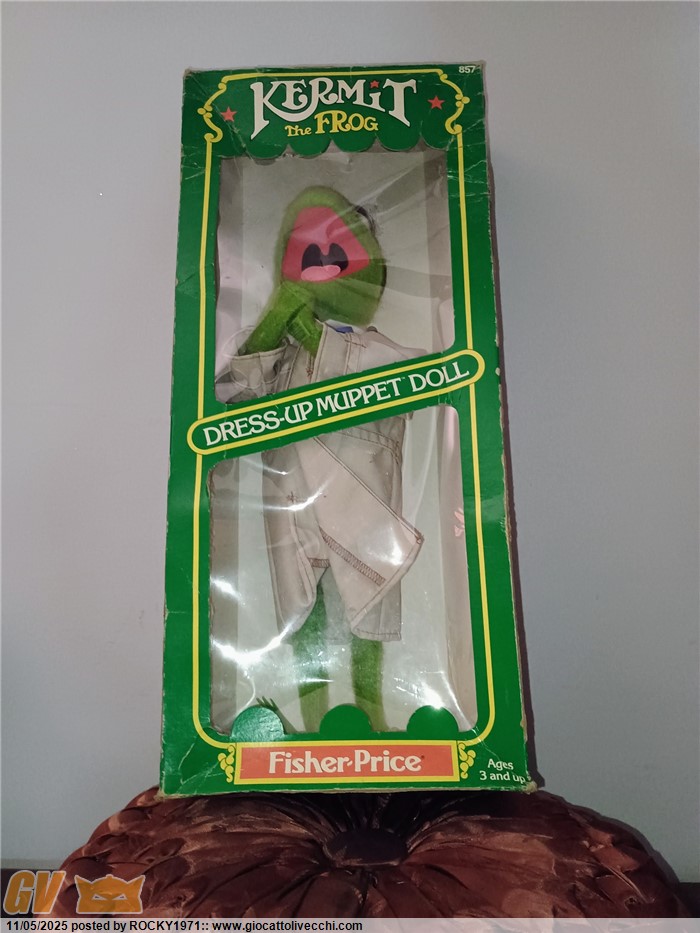 857
KERMiT
The FROG
DRESS-UP MUPPET™ DOLL
Fisher-Price®
Ages
3 and up
GV
11/05/2025 posted by ROCKY1971:: www.giocattolivecchi.com